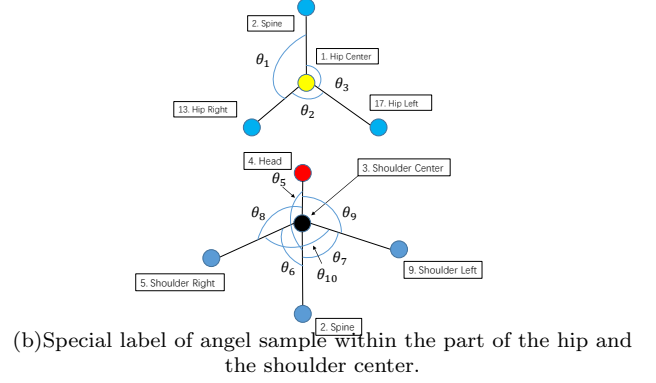 2. Spine
1. Hip Center
θ1
θ3
13. Hip Right
θ2
17. Hip Left
4. Head
3. Shoulder Center
θ5
θ8
θ9
5. Shoulder Right
θ6
θ7
θ10
9. Shoulder Left
2. Spine
(b)Special label of angel sample within the part of the hip and
the shoulder center.